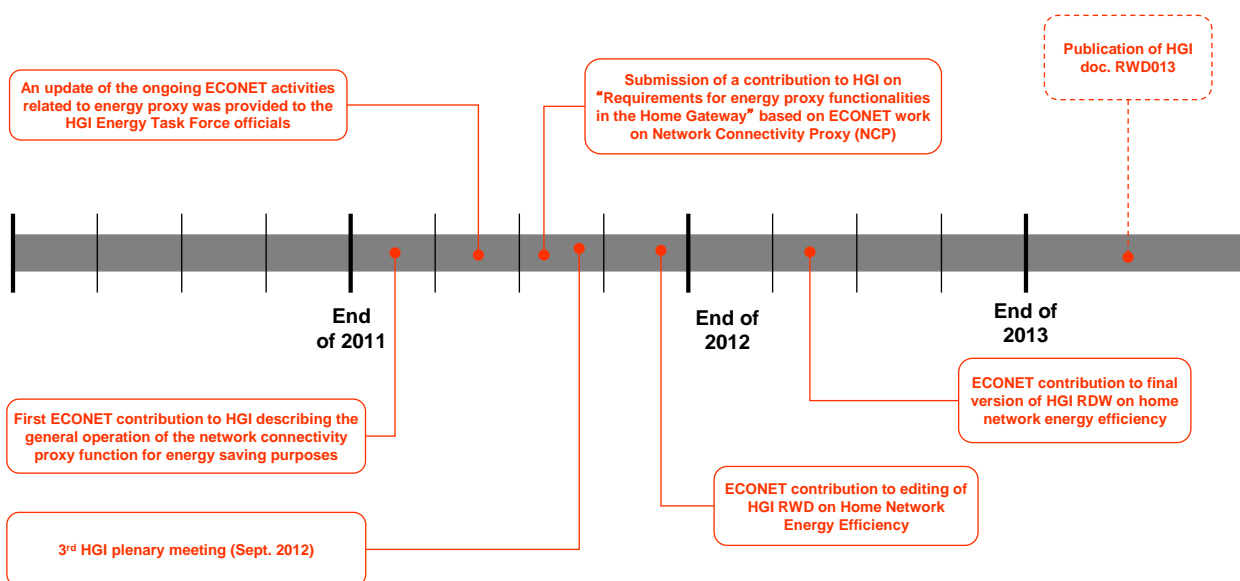 Publication of HGI
doc. RWD013
An update of the ongoing ECONET activities
related to energy proxy was provided to the
HGI Energy Task Force officials
Submission of a contribution to HGI on
“Requirements for energy proxy functionalities
in the Home Gateway” based on ECONET work
on Network Connectivity Proxy (NCP)
End
of 2011
End of
2012
End of
2013
First ECONET contribution to HGI describing the
general operation of the network connectivity
proxy function for energy saving purposes
ECONET contribution to final
version of HGI RDW on home
network energy efficiency
ECONET contribution to editing of
HGI RWD on Home Network
Energy Efficiency
3rd HGI plenary meeting (Sept. 2012)